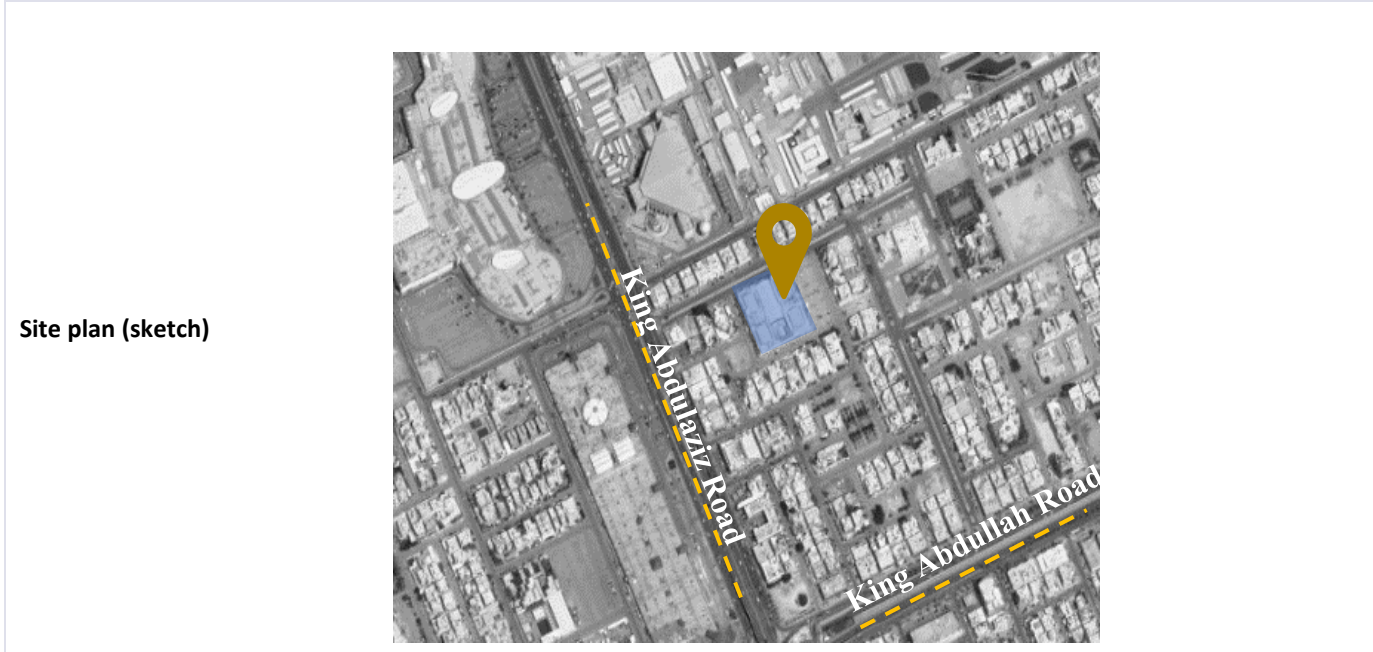 Site plan (sketch)
King Abdulaziz Road
King Abdullah Road